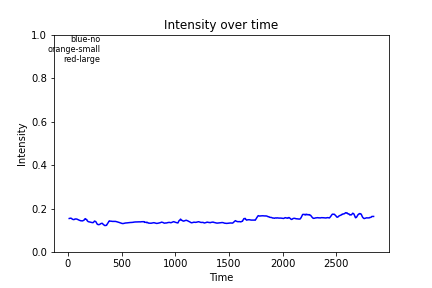 Intensity over time
1.0
blue-no
orange-small
red-large
0.8
0.6
0.4
0.2
0.0
Intensity
0 500 1000 1500 2000 2500
Time